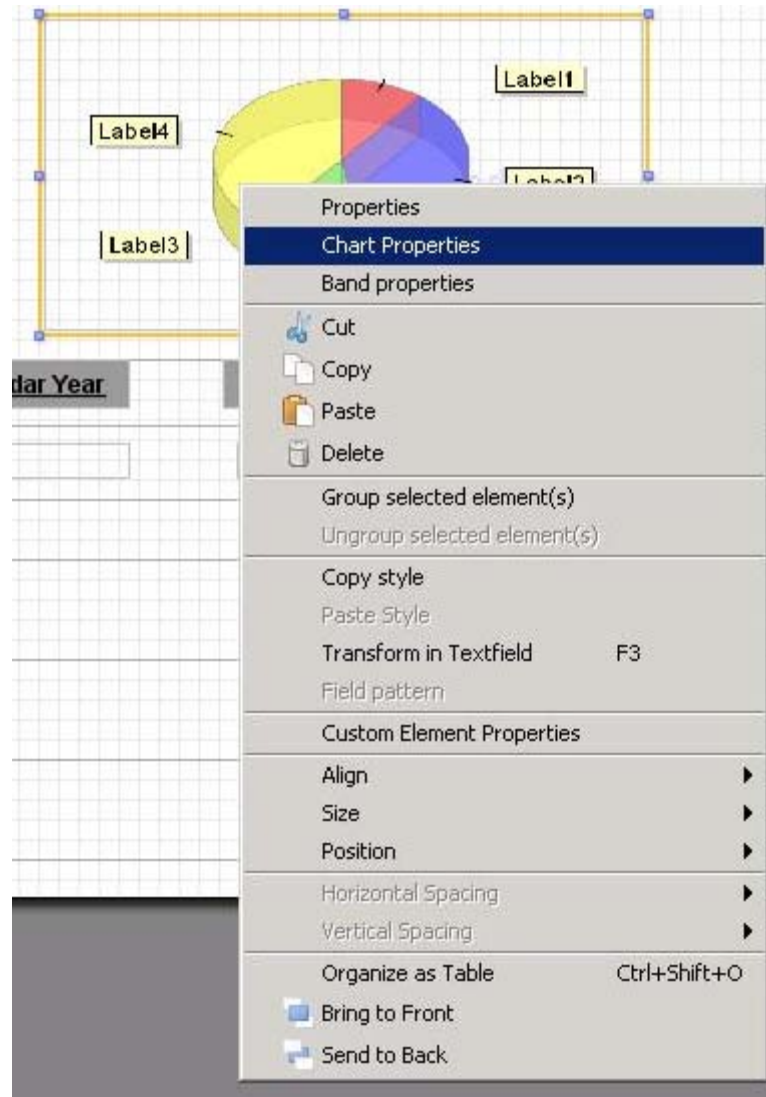 Label1
Label4
Label2
Label3
Properties
Chart Properties
Band properties
Cut
dar Year
Copy
Paste
Delete
Group selected element(s)
Ungroup selected element(s)
Copy style
Paste Style
Transform in Textfield F3
Field pattern
Custom Element Properties
Align
Size
Position
Horizontal Spacing
Vertical Spacing
Organize as Table Ctrl+Shift+O
Bring to Front
Send to Back